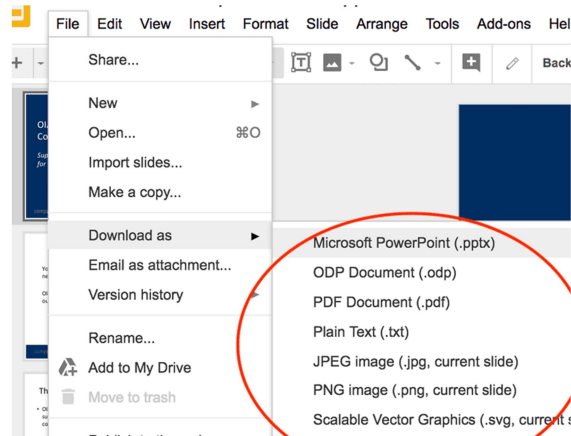 File Edit View Insert Format Slide Arrange Tools Add-ons Hel
Share...
Back
New
Open... ⌘O
Import slides...
Make a copy...
Download as
Microsoft PowerPoint (.pptx)
Email as attachment...
ODP Document (.odp)
Version history
PDF Document (.pdf)
Plain Text (.txt)
Rename...
JPEG image (.jpg, current slide)
Add to My Drive
PNG image (.png, current slide)
Move to trash
Scalable Vector Graphics (.svg, current s